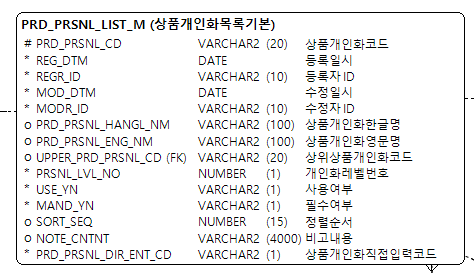 PRD_PRSNL_LIST_M (상품개인화목록기본)
# PRD_PRSNL_CD VARCHAR2 (20) 상품개인화코드
* REG_DTM DATE 등록일시
* REGR_ID VARCHAR2 (10) 등록자 ID
* MOD_DTM DATE 수정일시
* MODR_ID VARCHAR2 (10) 수정자 ID
o PRD_PRSNL_HANGL_NM VARCHAR2 (100) 상품개인화한글명
o PRD_PRSNL_ENG_NM VARCHAR2 (100) 상품개인화영문명
o UPPER_PRD_PRSNL_CD (FK) VARCHAR2 (20) 상위상품개인화코드
* PRSNL_LVL_NO NUMBER (1) 개인화레벨번호
* USE_YN VARCHAR2 (1) 사용여부
* MAND_YN VARCHAR2 (1) 필수여부
o SORT_SEQ NUMBER (15) 정렬순서
o NOTE_CNTNT VARCHAR2 (4000) 비고내용
* PRD_PRSNL_DIR_ENT_CD VARCHAR2 (1) 상품개인화직접입력코드